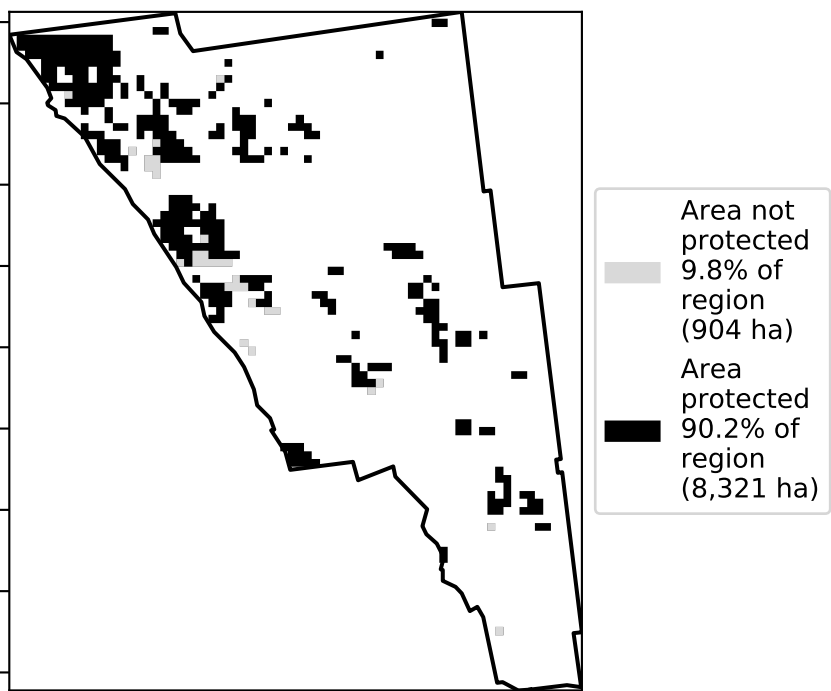 Area not
protected
9.8% of
region
(904 ha)
Area
protected
90.2% of
region
(8,321 ha)